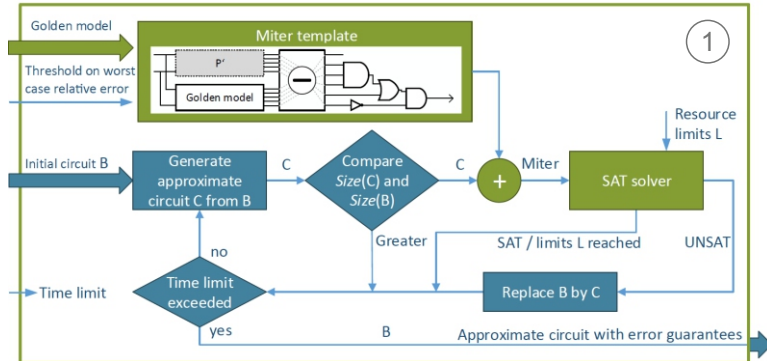 Golden model
Miter template
1
P'
Golden model
Threshold on worst
case relative error
Resource
limits L
Initial circuit B
Generate
approximate
circuit C from B
C
Compare
Size(C) and
Size(B)
C
+
Miter
SAT solver
no
Greater
SAT / limits L reached
UNSAT
Time limit
Time limit
exceeded
Replace B by C
yes
B
Approximate circuit with error guarantees